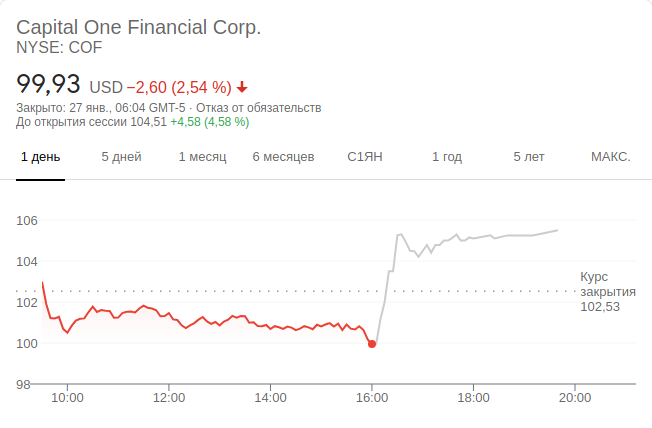 Capital One Financial Corp.
NYSE: COF
99,93 USD −2,60 (2,54 %)
Закрыто: 27 янв., 06:04 GMT-5 · Отказ от обязательств
До открытия сессии 104,51 +4,58 (4,58 %)
1 день 5 дней 1 месяц 6 месяцев С1ЯН 1 год 5 лет МАКС.
106
104
Курс
закрытия
102,53
102
100
98
10:00 12:00 14:00 16:00 18:00 20:00